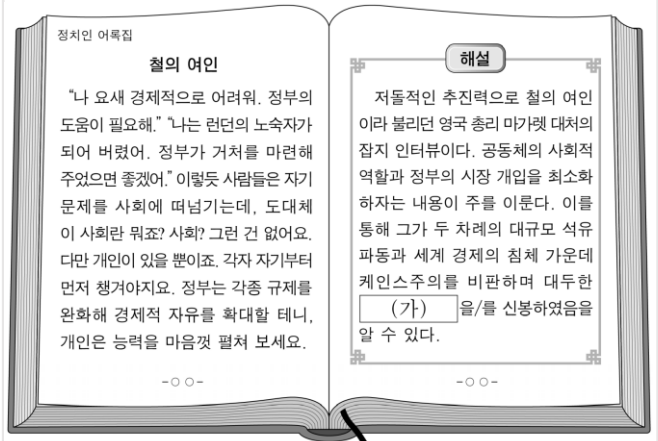 정치인 어록집
철의 여인
“나 요새 경제적으로 어려워. 정부의
도움이 필요해.” “나는 런던의 노숙자가
되어 버렸어. 정부가 거처를 마련해
주었으면 좋겠어.” 이렇듯 사람들은 자기
문제를 사회에 떠넘기는데, 도대체
이 사회란 뭐죠? 사회? 그런 건 없어요.
다만 개인이 있을 뿐이죠. 각자 자기부터
먼저 챙겨야지요. 정부는 각종 규제를
완화해 경제적 자유를 확대할 테니,
개인은 능력을 마음껏 펼쳐 보세요.
-○○-
해설
저돌적인 추진력으로 철의 여인
이라 불리던 영국 총리 마가렛 대처의
잡지 인터뷰이다. 공동체의 사회적
역할과 정부의 시장 개입을 최소화
하자는 내용이 주를 이룬다. 이를
통해 그가 두 차례의 대규모 석유
파동과 세계 경제의 침체 가운데
케인스주의를 비판하며 대두한
(가) 을/를 신봉하였음을
알 수 있다.
-○○-